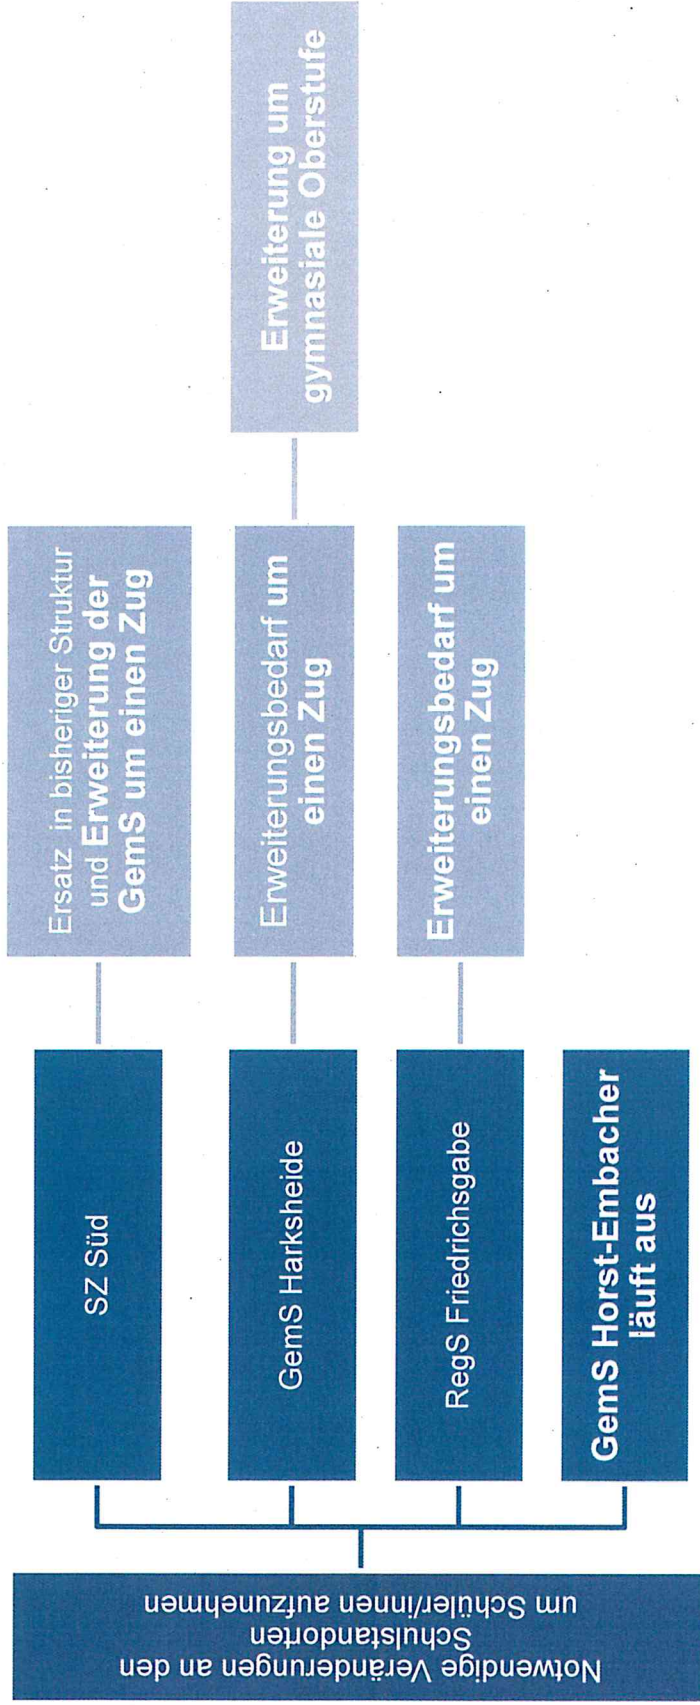 Notwendige Veränderungen an den
Schulstandorten
um Schüler/innen aufzunehmen
SZ Süd
Ersatz in bisheriger Struktur
und Erweiterung der
GemS um einen Zug
GemS Harksheide
Erweiterungsbedarf um
einen Zug
Erweiterung um
gymnasiale Oberstufe
RegS Friedrichsgabe
Erweiterungsbedarf um
einen Zug
GemS Horst-Embacher
läuft aus